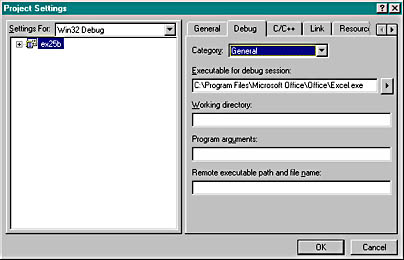 Project Settings
Settings For: Win32 Debug
ex25b
General Debug C/C++ Link Resourc
Category: General
Executable for debug session:
C:\Program Files\Microsoft Office\Office\Excel.exe
Working directory:
Program arguments:
Remote executable path and file name:
OK Cancel